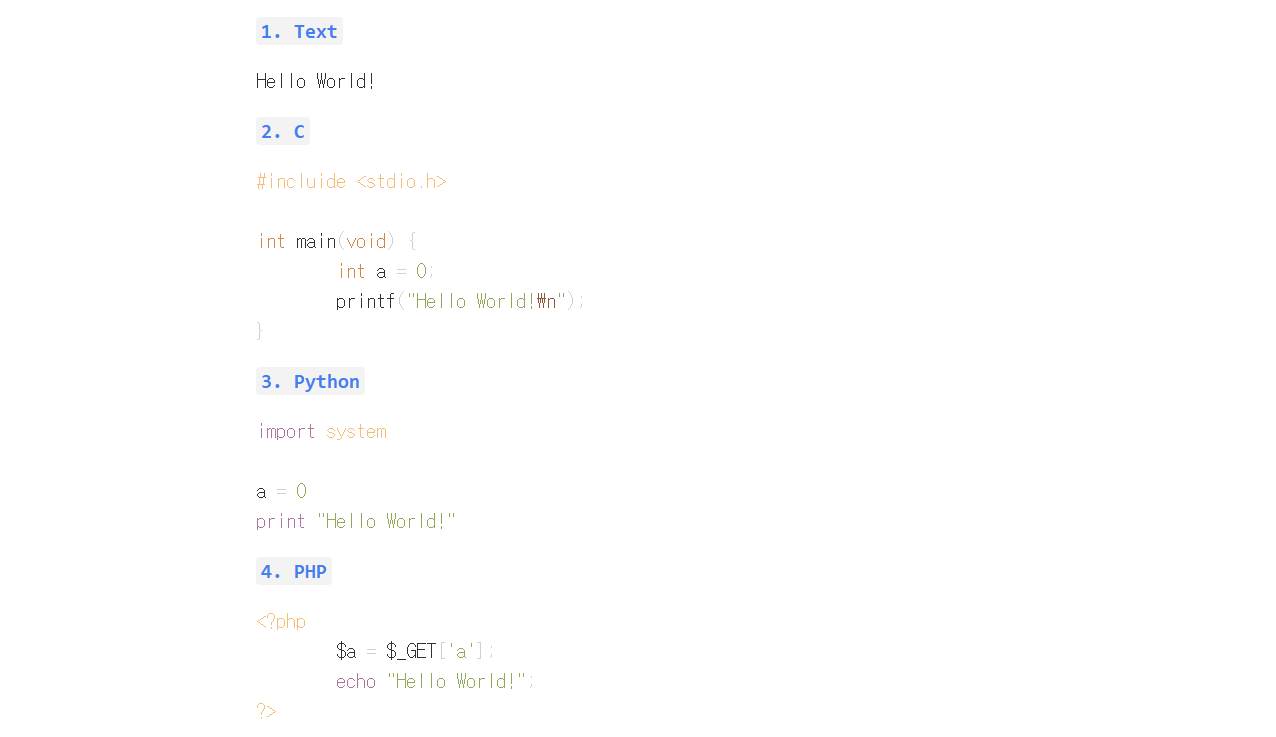 1. Text
Hello World!
2. C
#incluide <stdio.h>
int main(void) {
        int a = 0;
        printf("Hello World!₩n");
}
3. Python
import system
a = 0
print "Hello World!"
4. PHP
<?php
        $a = $_GET['a'];
        echo "Hello World!";
?>